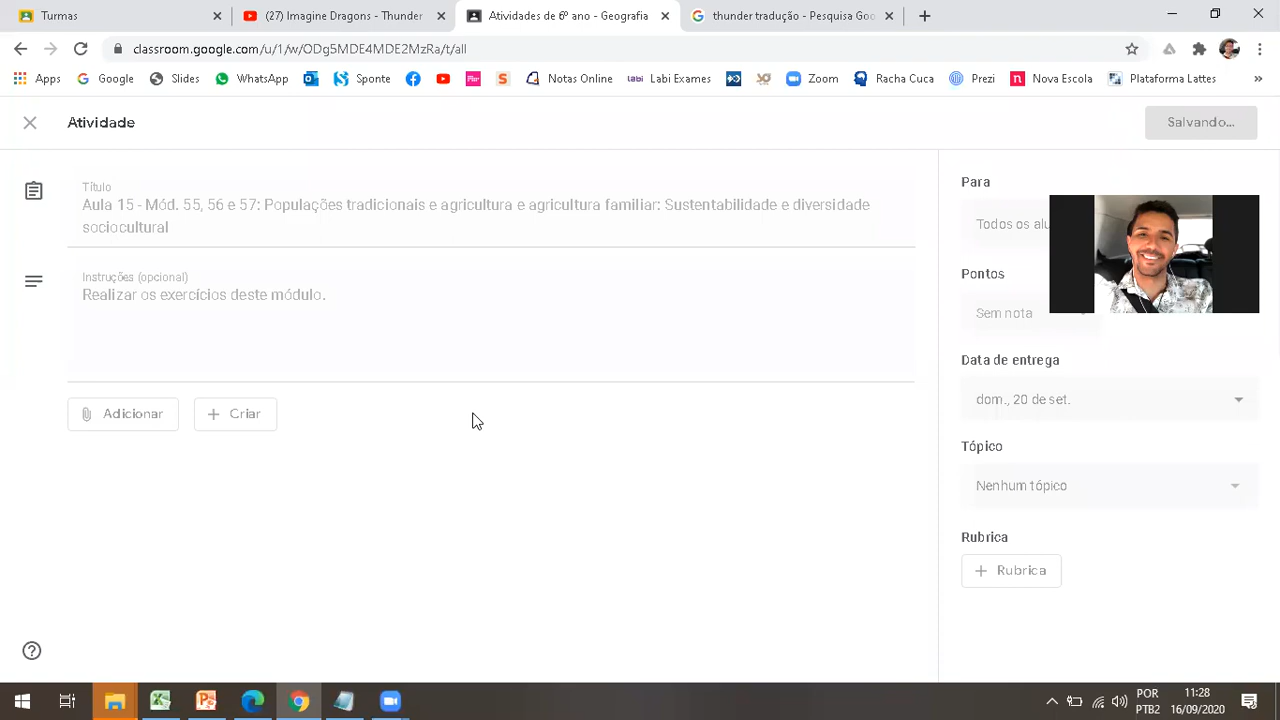 Turmas
(27) Imagine Dragons - Thunder
Atividades de 6º ano - Geografia
thunder tradução - Pesquisa Goo
classroom.google.com/u/1/w/ODg5MDE4MDE2MzRa/t/all
Apps
Google
Slides
WhatsApp
Sponte
Notas Online
Labi Exames
Zoom
Racha Cuca
Prezi
Nova Escola
Plataforma Lattes
Atividade
Salvando...
Título
Aula 15 - Mód. 55, 56 e 57: Populações tradicionais e agricultura e agricultura familiar: Sustentabilidade e diversidade
sociocultural
Instruções (opcional)
Realizar os exercícios deste módulo.
Adicionar
Criar
Para
Todos os alu
Pontos
Sem nota
Data de entrega
dom., 20 de set.
Tópico
Nenhum tópico
Rubrica
Rubrica
POR
PTB2
11:28
16/09/2020